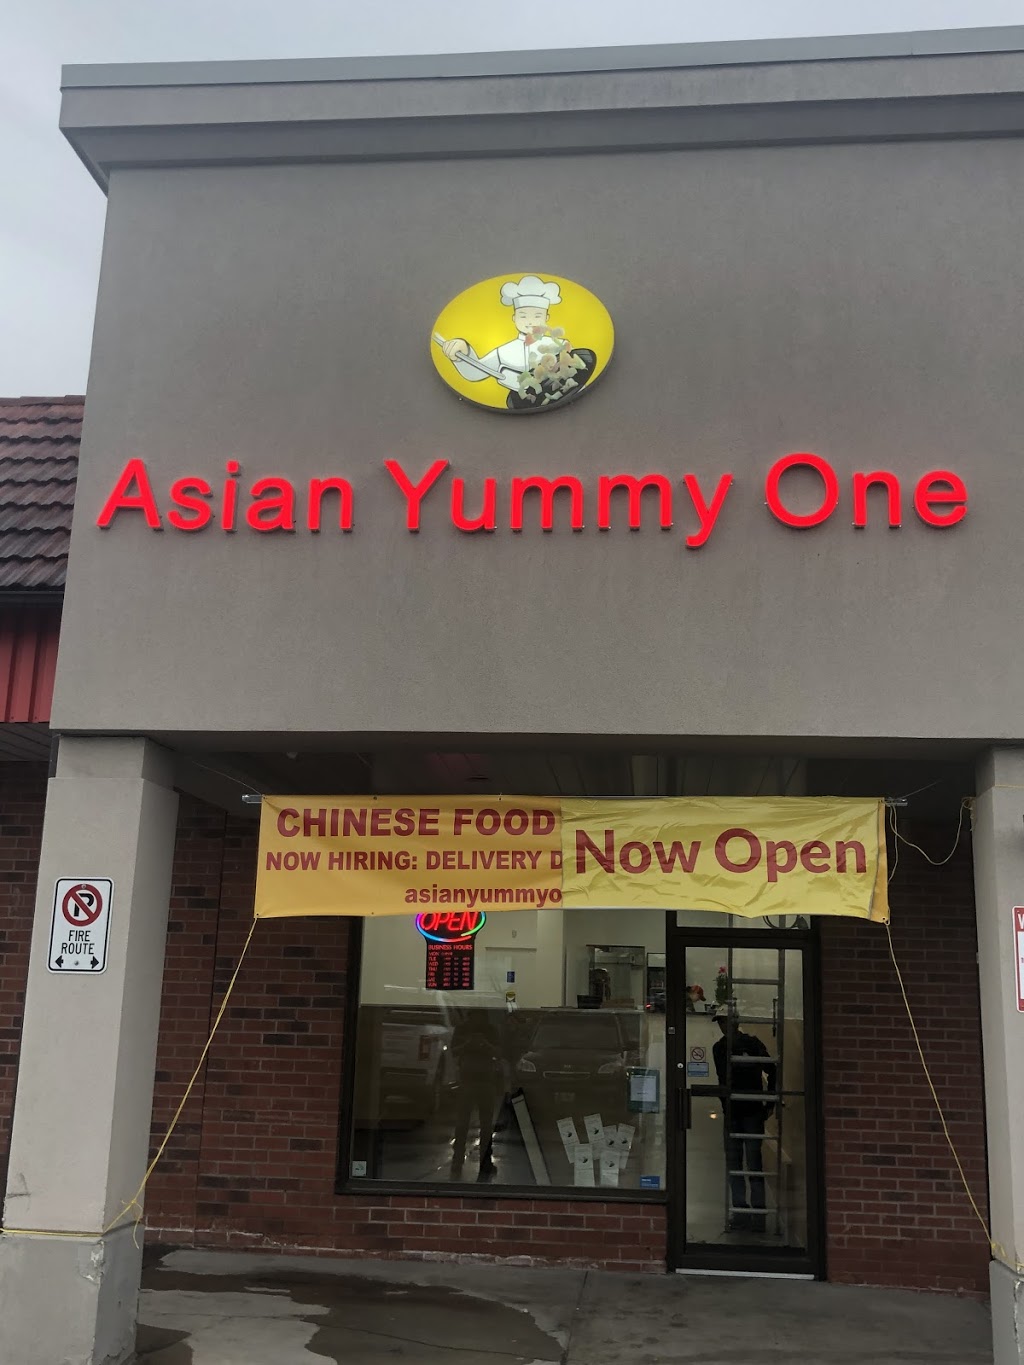 Asian Yummy One
CHINESE FOOD
NOW HIRING: DELIVERY D
asianyummyo
Now Open
OPEN
BUSINESS HOURS
FIRE
ROUTE